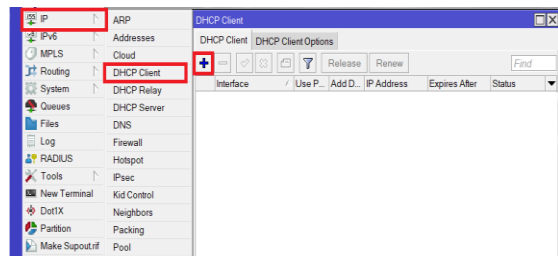 IP
IPv6
MPLS
Routing
System
Queues
Files
Log
RADIUS
Tools
New Terminal
Dot1X
Partition
Make Supout.rif
ARP
Addresses
Cloud
DHCP Client
DHCP Relay
DHCP Server
DNS
Firewall
Hotspot
IPsec
Kid Control
Neighbors
Packing
Pool
DHCP Client
DHCP Client DHCP Client Options
Release Renew Find
Interface Use P... Add D... IP Address Expires After Status